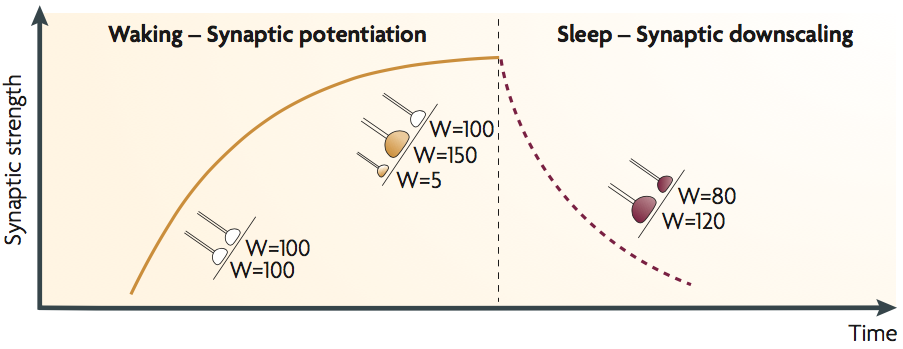 Waking – Synaptic potentiation
Sleep – Synaptic downscaling
Synaptic strength
W=100
W=150
W=5
W=100
W=100
W=80
W=120
Time